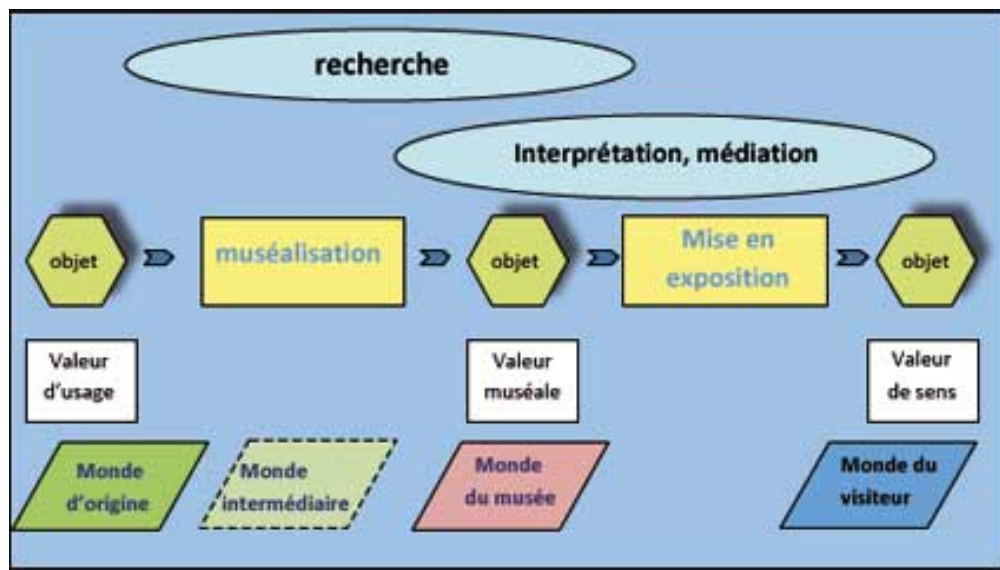 recherche
Interprétation, médiation
objet
muséalisation
objet
Mise en
exposition
objet
Valeur
d'usage
Valeur
muséale
Valeur
de sens
Monde
d'origine
Monde
intermédiaire
Monde
du musée
Monde du
visiteur